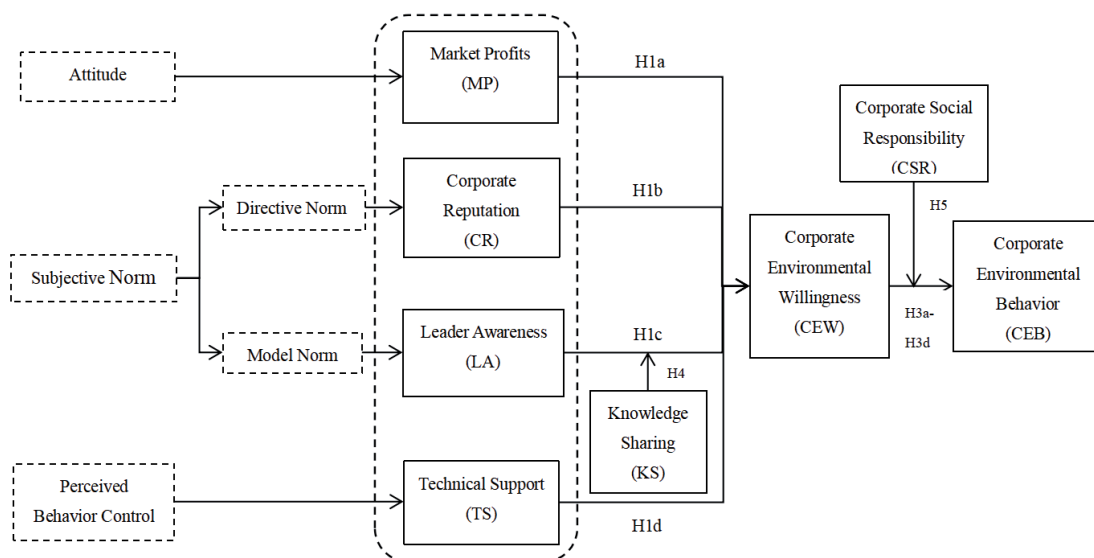 Attitude
Market Profits
(MP)
H1a
Corporate Social
Responsibility
(CSR)
Directive Norm
Corporate
Reputation
(CR)
H1b
H5
Subjective Norm
Corporate
Environmental
Willingness
(CEW)
Corporate
Environmental
Behavior
(CEB)
H3a-
H3d
Model Norm
Leader Awareness
(LA)
H1c
H4
Knowledge
Sharing
(KS)
Perceived
Behavior Control
Technical Support
(TS)
H1d